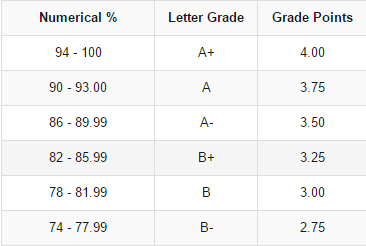 Numerical % Letter Grade Grade Points
94 - 100 A+ 4.00
90 - 93.00 A 3.75
86 - 89.99 A- 3.50
82 - 85.99 B+ 3.25
78 - 81.99 B 3.00
74 - 77.99 B- 2.75